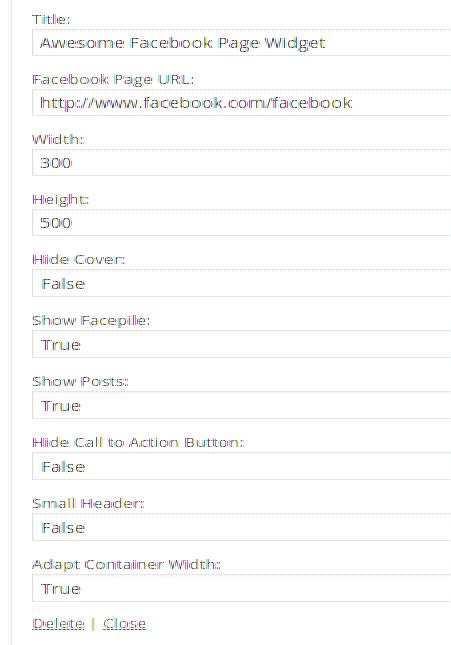 Title:
Awesome Facebook Page Widget
Facebook Page URL:
http://www.facebook.com/facebook
Width:
300
Height:
500
Hide Cover:
False
Show Facepile:
True
Show Posts:
True
Hide Call to Action Button:
False
Small Header:
False
Adapt Container Width:
True
Delete | Close